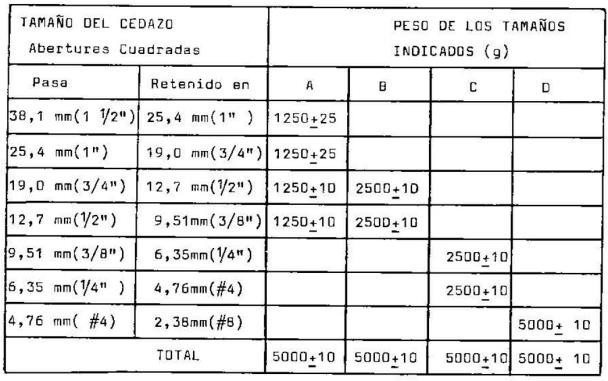 TAMAÑO DEL CEDAZO PESO DE LOS TAMAÑOS
Aberturas Cuadradas INDICADOS (g)
Pasa Retenido en A B C D
38,1 mm(1 1/2") 25,4 mm(1" ) 1250±25
25,4 mm(1") 19,0 mm(3/4") 1250±25
19,0 mm(3/4") 12,7 mm(1/2") 1250±10 2500±10
12,7 mm(1/2") 9,51mm(3/8") 1250±10 2500±10
9,51 mm(3/8") 6,35mm(1/4") 2500±10
6,35 mm(1/4" ) 4,76mm(#4) 2500±10
4,76 mm( #4) 2,38mm(#8) 5000± 10
TOTAL 5000±10 5000±10 5000±10 5000± 10